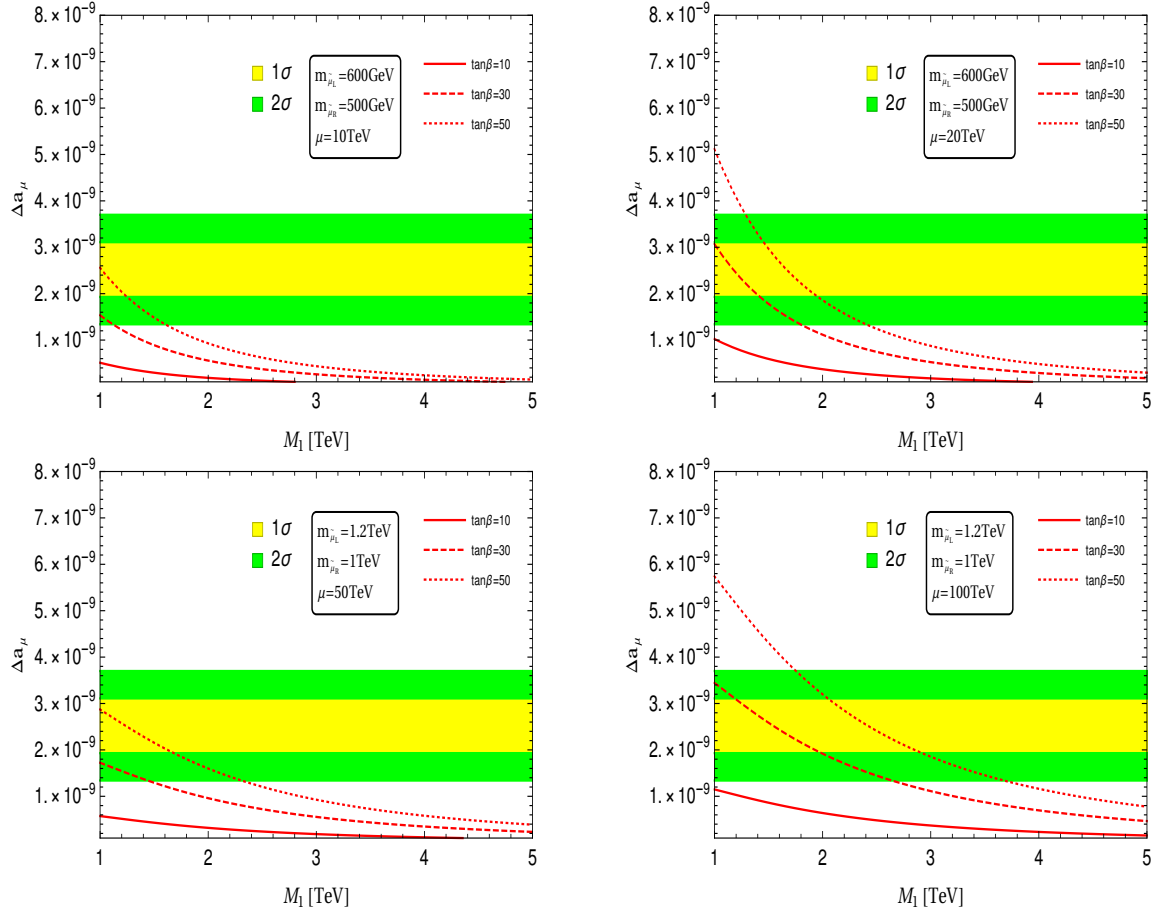 8.×10⁻⁹
7.×10⁻⁹
6.×10⁻⁹
5.×10⁻⁹
4.×10⁻⁹
3.×10⁻⁹
2.×10⁻⁹
1.×10⁻⁹
Δa_μ
1σ
2σ
m_μ̃_L=600GeV
m_μ̃_R=500GeV
μ=10TeV
tanβ=10
tanβ=30
tanβ=50
1 2 3 4 5
M₁ [TeV]
8.×10⁻⁹
7.×10⁻⁹
6.×10⁻⁹
5.×10⁻⁹
4.×10⁻⁹
3.×10⁻⁹
2.×10⁻⁹
1.×10⁻⁹
Δa_μ
1σ
2σ
m_μ̃_L=600GeV
m_μ̃_R=500GeV
μ=20TeV
tanβ=10
tanβ=30
tanβ=50
1 2 3 4 5
M₁ [TeV]
8.×10⁻⁹
7.×10⁻⁹
6.×10⁻⁹
5.×10⁻⁹
4.×10⁻⁹
3.×10⁻⁹
2.×10⁻⁹
1.×10⁻⁹
Δa_μ
1σ
2σ
m_μ̃_L=1.2TeV
m_μ̃_R=1TeV
μ=50TeV
tanβ=10
tanβ=30
tanβ=50
1 2 3 4 5
M₁ [TeV]
8.×10⁻⁹
7.×10⁻⁹
6.×10⁻⁹
5.×10⁻⁹
4.×10⁻⁹
3.×10⁻⁹
2.×10⁻⁹
1.×10⁻⁹
Δa_μ
1σ
2σ
m_μ̃_L=1.2TeV
m_μ̃_R=1TeV
μ=100TeV
tanβ=10
tanβ=30
tanβ=50
1 2 3 4 5
M₁ [TeV]